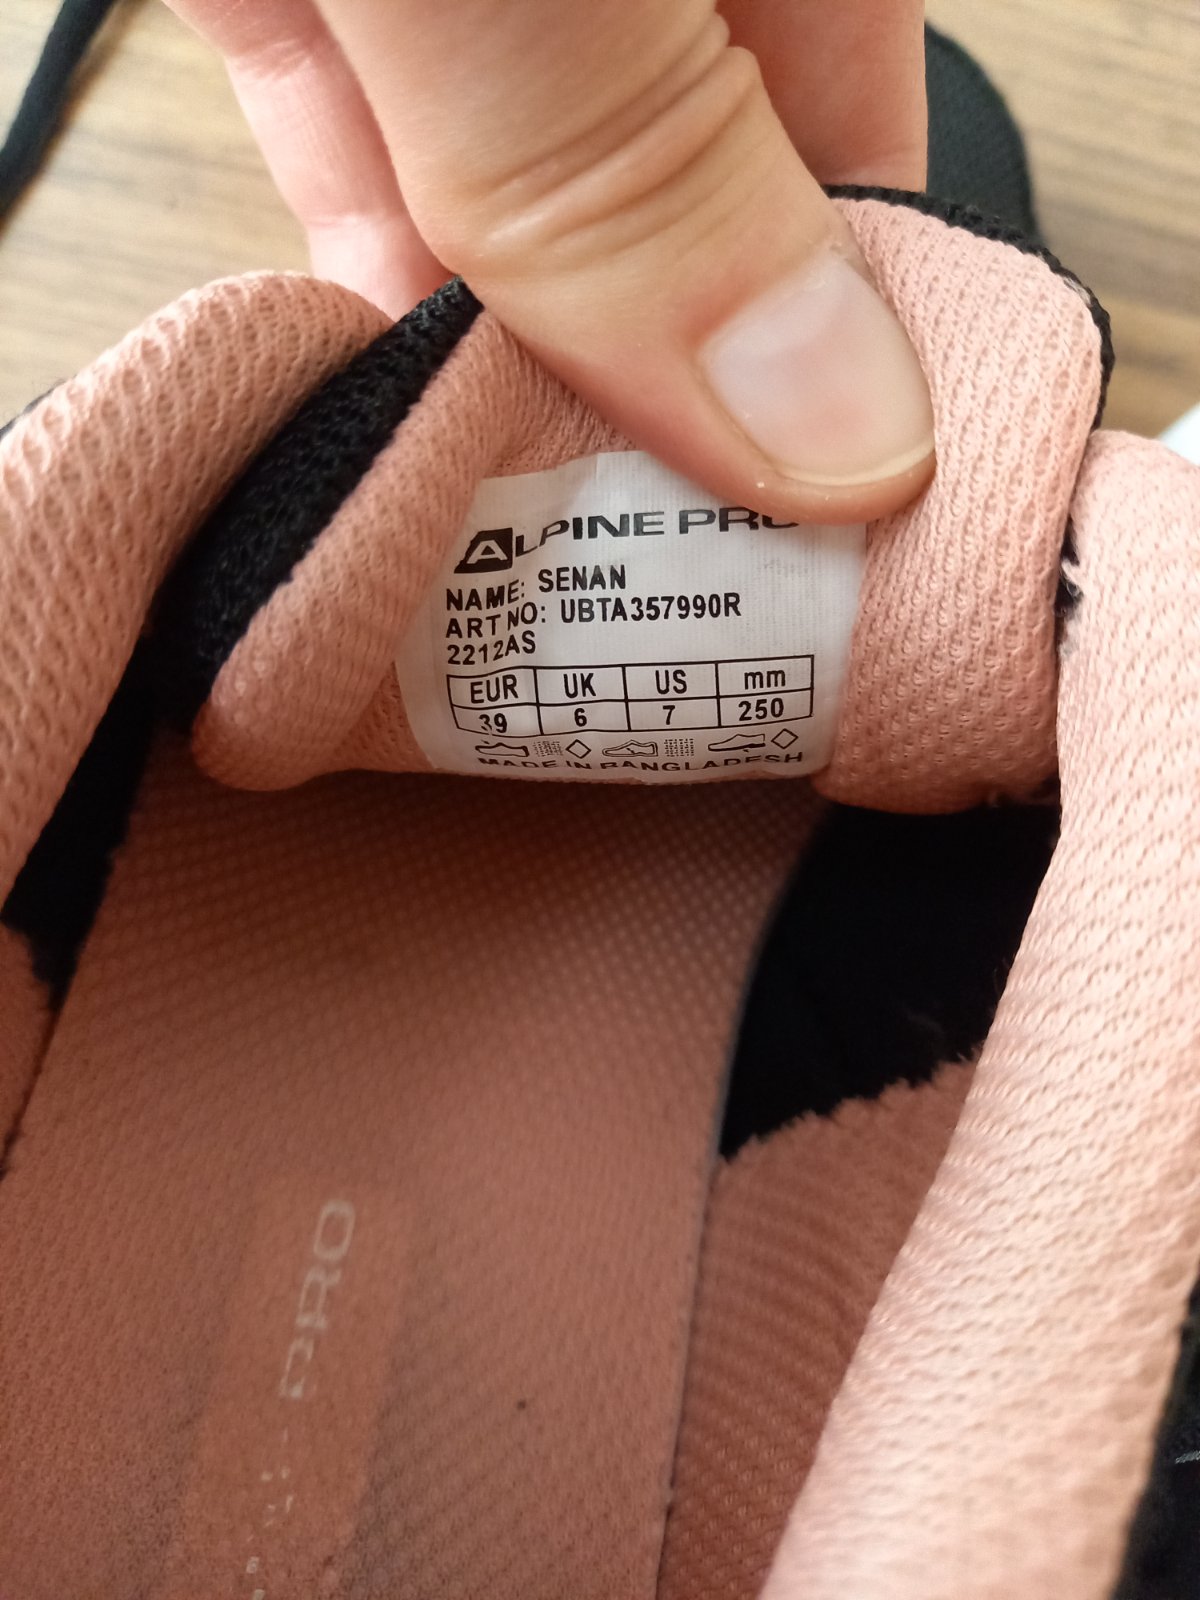 ALPINE PRO
NAME: SENAN
ART NO: UBTA357990R
2212AS
EUR UK US mm
39 6 7 250
MADE IN BANGLADESH
PRO